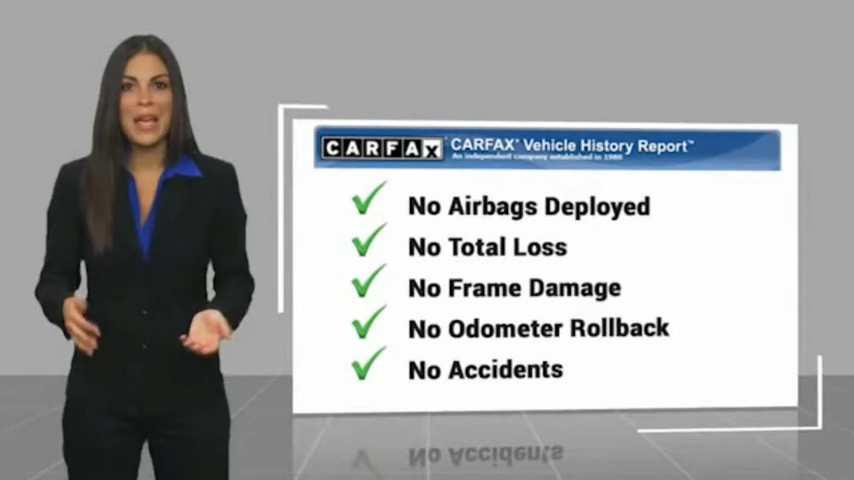 CARFAX CARFAX® Vehicle History Report™
An independent company established in 1986
No Airbags Deployed
No Total Loss
No Frame Damage
No Odometer Rollback
No Accidents
No Accidents